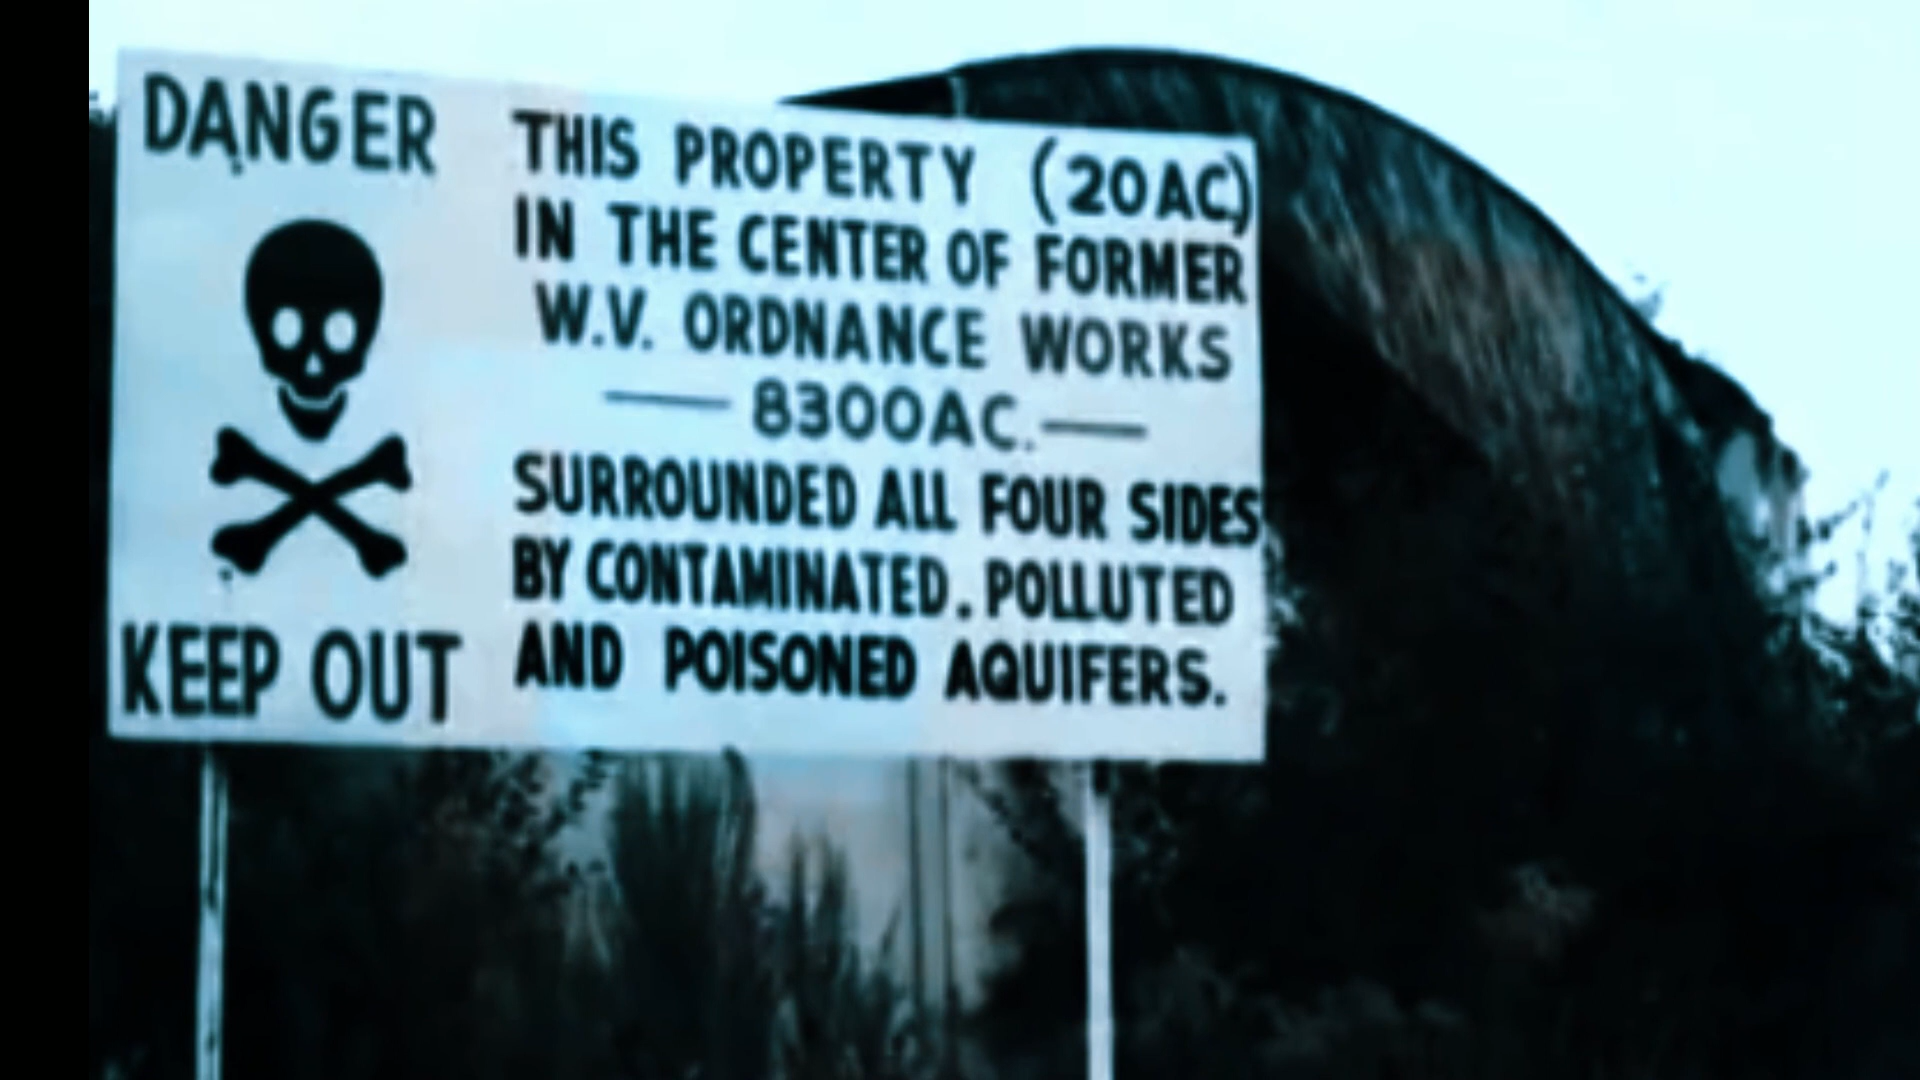 DANGER
KEEP OUT
THIS PROPERTY (20AC)
IN THE CENTER OF FORMER
W.V. ORDNANCE WORKS
— 8300AC. —
SURROUNDED ALL FOUR SIDES
BY CONTAMINATED. POLLUTED
AND POISONED AQUIFERS.